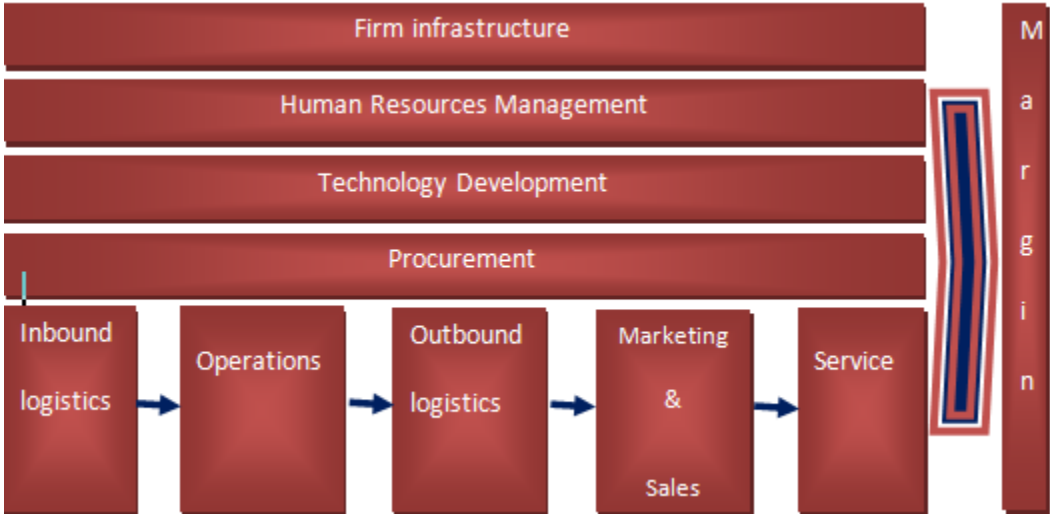 Firm infrastructure
Human Resources Management
Technology Development
Procurement
Inbound
logistics
Operations
Outbound
logistics
Marketing
&
Sales
Service
M
a
r
g
i
n